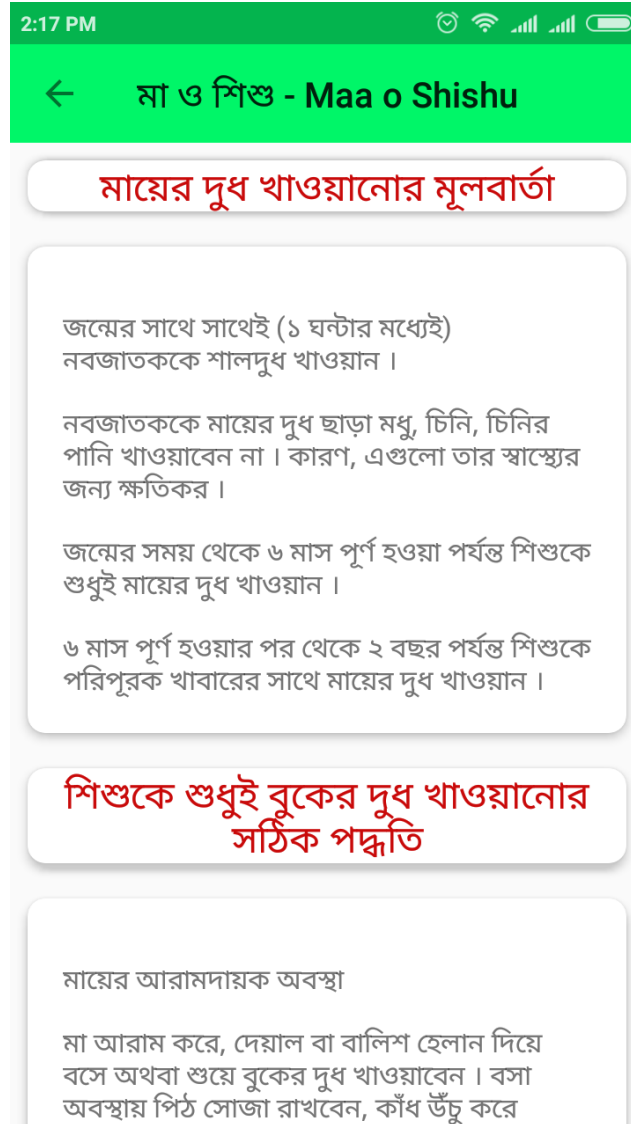 2:17 PM
মা ও শিশু - Maa o Shishu
মায়ের দুধ খাওয়ানোর মূলবার্তা
জন্মের সাথে সাথেই (১ ঘন্টার মধ্যেই)
নবজাতককে শালদুধ খাওয়ান ।
নবজাতককে মায়ের দুধ ছাড়া মধু, চিনি, চিনির
পানি খাওয়াবেন না । কারণ, এগুলো তার স্বাস্থ্যের
জন্য ক্ষতিকর ।
জন্মের সময় থেকে ৬ মাস পূর্ণ হওয়া পর্যন্ত শিশুকে
শুধুই মায়ের দুধ খাওয়ান ।
৬ মাস পূর্ণ হওয়ার পর থেকে ২ বছর পর্যন্ত শিশুকে
পরিপূরক খাবারের সাথে মায়ের দুধ খাওয়ান ।
শিশুকে শুধুই বুকের দুধ খাওয়ানোর
সঠিক পদ্ধতি
মায়ের আরামদায়ক অবস্থা
মা আরাম করে, দেয়াল বা বালিশ হেলান দিয়ে
বসে অথবা শুয়ে বুকের দুধ খাওয়াবেন । বসা
অবস্থায় পিঠ সোজা রাখবেন, কাঁধ উঁচু করে